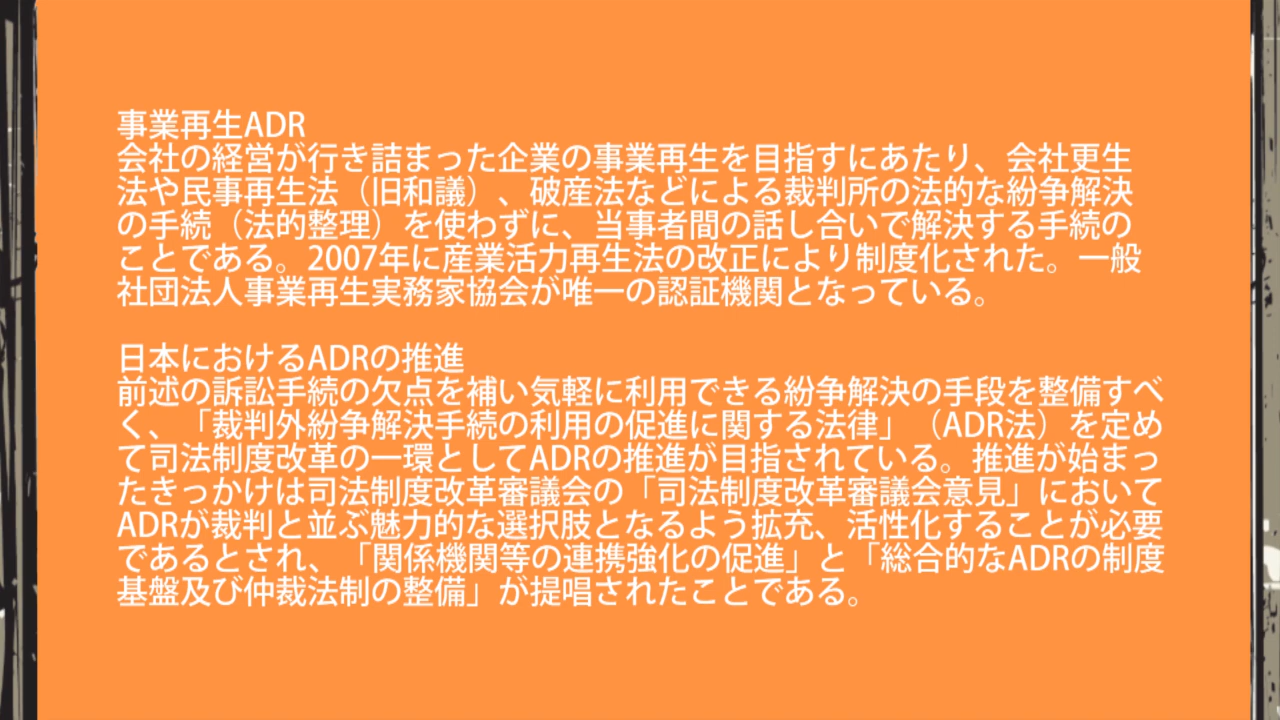 事業再生ADR
会社の経営が行き詰まった企業の事業再生を目指すにあたり、会社更生
法や民事再生法（旧和議）、破産法などによる裁判所の法的な紛争解決
の手続（法的整理）を使わずに、当事者間の話し合いで解決する手続の
ことである。2007年に産業活力再生法の改正により制度化された。一般
社団法人事業再生実務家協会が唯一の認証機関となっている。
日本におけるADRの推進
前述の訴訟手続の欠点を補い気軽に利用できる紛争解決の手段を整備すべ
く、「裁判外紛争解決手続の利用の促進に関する法律」（ADR法）を定め
て司法制度改革の一環としてADRの推進が目指されている。推進が始まっ
たきっかけは司法制度改革審議会の「司法制度改革審議会意見」において
ADRが裁判と並ぶ魅力的な選択肢となるよう拡充、活性化することが必要
であるとされ、「関係機関等の連携強化の促進」と「総合的なADRの制度
基盤及び仲裁法制の整備」が提唱されたことである。